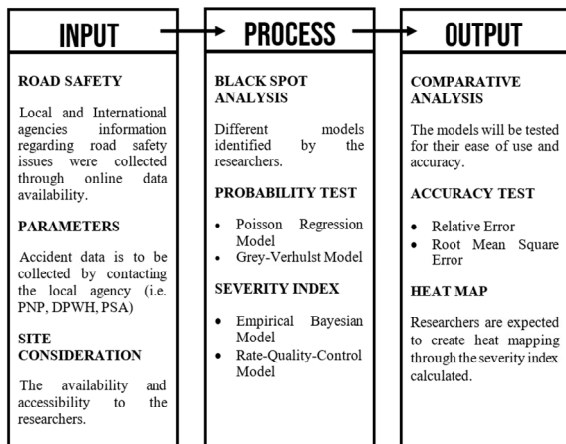 INPUT
ROAD SAFETY
Local and International
agencies information
regarding road safety
issues were collected
through online data
availability.
PARAMETERS
Accident data is to be
collected by contacting
the local agency (i.e.
PNP, DPWH, PSA)
SITE
CONSIDERATION
The availability and
accessibility to the
researchers.
PROCESS
BLACK SPOT
ANALYSIS
Different models
identified by the
researchers.
PROBABILITY TEST
• Poisson Regression
Model
• Grey-Verhulst Model
SEVERITY INDEX
• Empirical Bayesian
Model
• Rate-Quality-Control
Model
OUTPUT
COMPARATIVE
ANALYSIS
The models will be tested
for their ease of use and
accuracy.
ACCURACY TEST
• Relative Error
• Root Mean Square
Error
HEAT MAP
Researchers are expected
to create heat mapping
through the severity index
calculated.